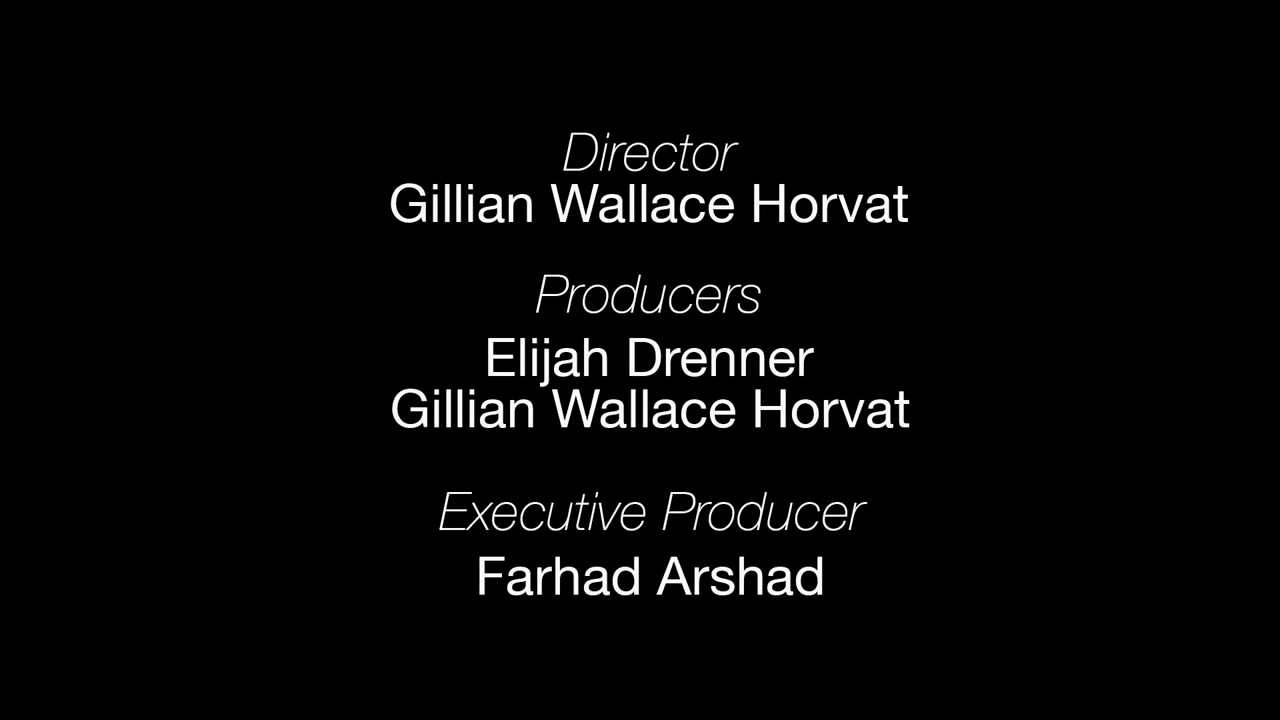 Director
Gillian Wallace Horvat
Producers
Elijah Drenner
Gillian Wallace Horvat
Executive Producer
Farhad Arshad